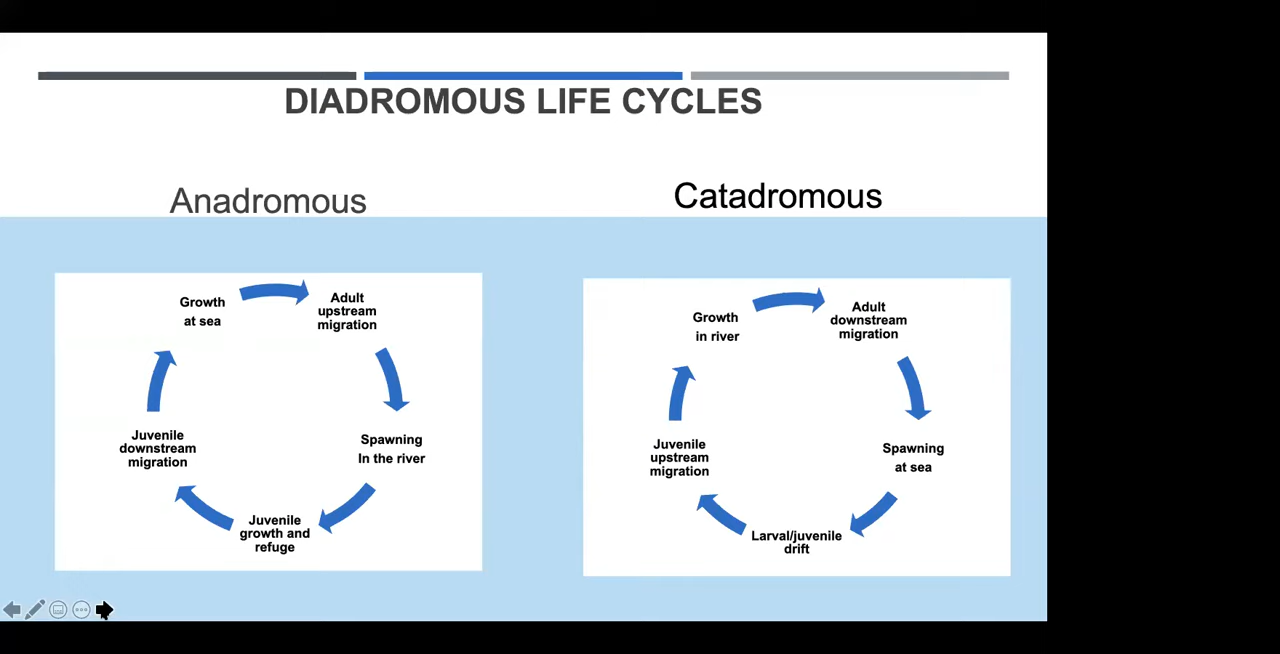 DIADROMOUS LIFE CYCLES
Anadromous
Growth
at sea
Adult
upstream
migration
Spawning
In the river
Juvenile
growth and
refuge
Juvenile
downstream
migration
Catadromous
Growth
in river
Adult
downstream
migration
Spawning
at sea
Larval/juvenile
drift
Juvenile
upstream
migration